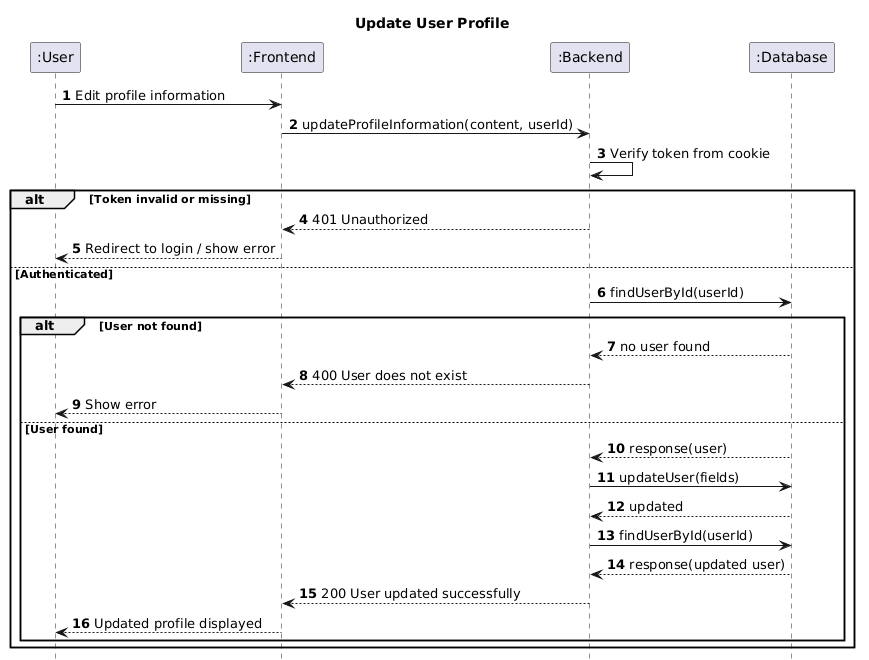 Update User Profile
:User
:Frontend
:Backend
:Database
1 Edit profile information
2 updateProfileInformation(content, userId)
3 Verify token from cookie
alt [Token invalid or missing]
4 401 Unauthorized
5 Redirect to login / show error
[Authenticated]
6 findUserById(userId)
alt [User not found]
7 no user found
8 400 User does not exist
9 Show error
[User found]
10 response(user)
11 updateUser(fields)
12 updated
13 findUserById(userId)
14 response(updated user)
15 200 User updated successfully
16 Updated profile displayed